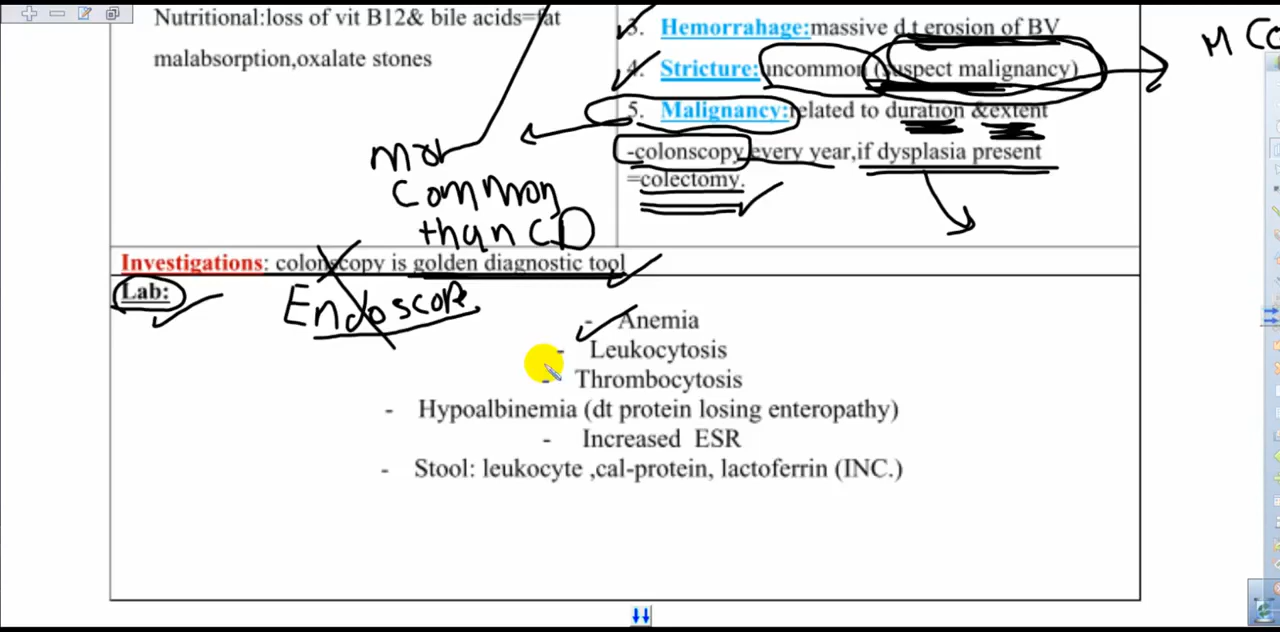 Nutritional:loss of vit B12& bile acids=fat
malabsorption,oxalate stones
3. Hemorrahage:massive d.t erosion of BV
4. Stricture:uncommon (suspect malignancy)
5. Malignancy:related to duration &extent
-colonscopy every year,if dysplasia present
=colectomy.
M
common
than CD
Investigations: colonscopy is golden diagnostic tool
Lab:
Endoscope
- Anemia
- Leukocytosis
- Thrombocytosis
- Hypoalbinemia (dt protein losing enteropathy)
- Increased ESR
- Stool: leukocyte ,cal-protein, lactoferrin (INC.)